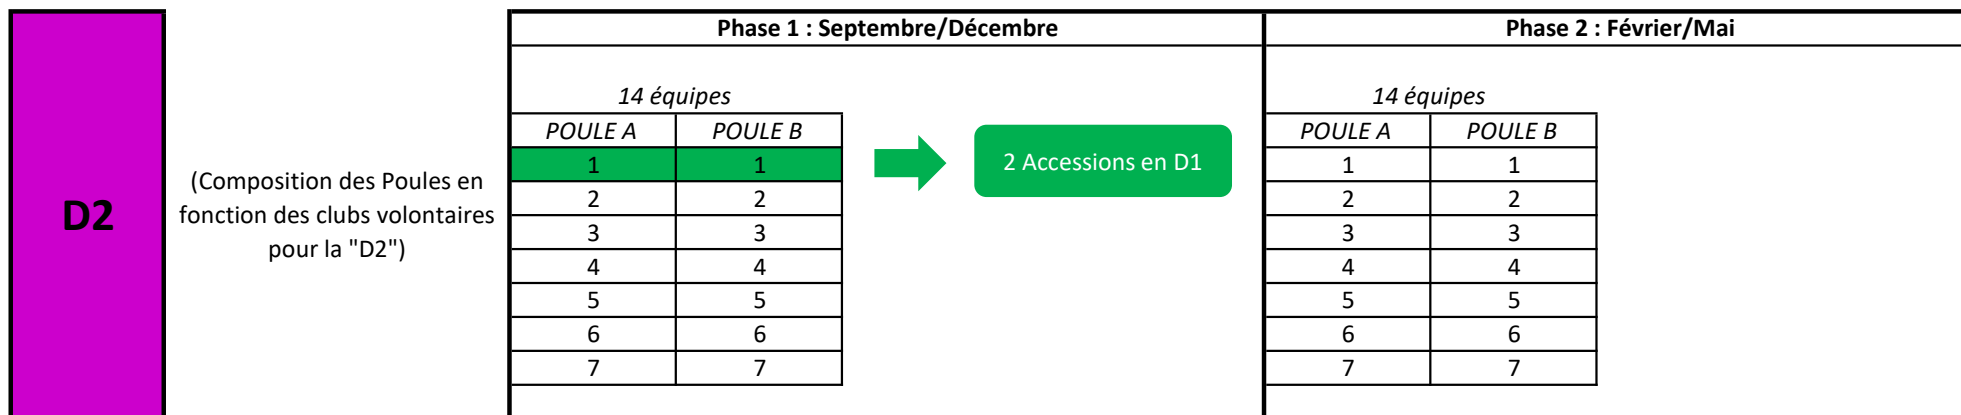 Phase 1 : Septembre/Décembre
Phase 2 : Février/Mai
D2
(Composition des Poules en
fonction des clubs volontaires
pour la "D2")
14 équipes
POULE A POULE B
1 1
2 2
3 3
4 4
5 5
6 6
7 7
2 Accessions en D1
14 équipes
POULE A POULE B
1 1
2 2
3 3
4 4
5 5
6 6
7 7